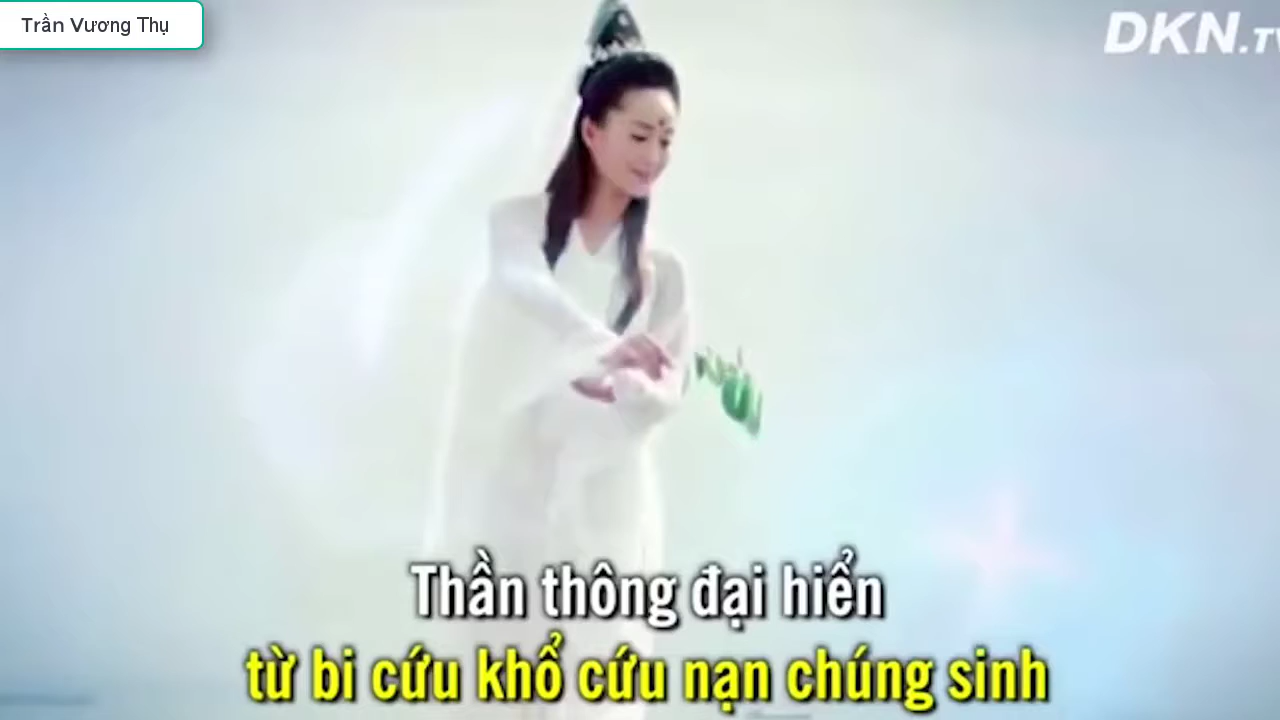 Trần Vương Thụ
DKN.TV
Thần thông đại hiển
từ bi cứu khổ cứu nạn chúng sinh